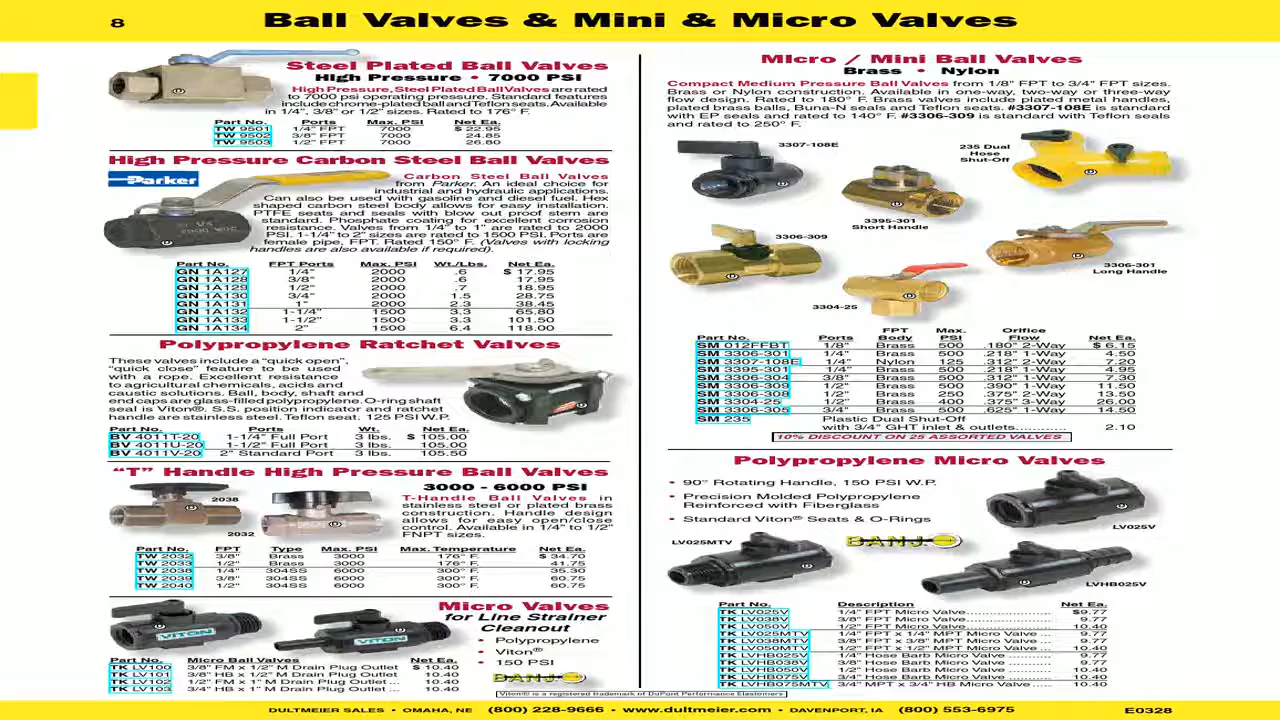 8
Ball Valves & Mini & Micro Valves
Steel Plated Ball Valves
High Pressure • 7000 PSI
High Pressure, Steel Plated Ball Valves are rated
to 7000 psi operating pressure. Standard features
include chrome-plated ball and Teflon seats. Available
in 1/4", 3/8" or 1/2" sizes. Rated to 176° F.
Part No. Ports Max. PSI Net Ea.
TW 9501 1/4" FPT 7000 $ 22.95
TW 9502 3/8" FPT 7000 24.85
TW 9503 1/2" FPT 7000 26.80
High Pressure Carbon Steel Ball Valves
Parker
Carbon Steel Ball Valves
from Parker. An ideal choice for
industrial and hydraulic applications.
Can also be used with gasoline and diesel fuel. Hex
shaped carbon steel body allows for easy installation.
PTFE seats and seals with blow out proof stem are
standard. Phosphate coating for excellent corrosion
resistance. Valves from 1/4" to 1" are rated to 2000
PSI. 1-1/4" to 2" sizes are rated to 1500 PSI. Ports are
female pipe, FPT. Rated 150° F. (Valves with locking
handles are also available if required).
Part No. FPT Ports Max. PSI Wt./Lbs. Net Ea.
GN 1A127 1/4" 2000 .6 $ 17.95
GN 1A128 3/8" 2000 .6 17.95
GN 1A129 1/2" 2000 .7 18.95
GN 1A130 3/4" 2000 1.5 28.75
GN 1A131 1" 2000 2.3 38.45
GN 1A132 1-1/4" 1500 3.3 65.80
GN 1A133 1-1/2" 1500 3.3 101.50
GN 1A134 2" 1500 6.4 118.00
Polypropylene Ratchet Valves
These valves include a “quick open”,
“quick close” feature to be used
with a rope. Excellent resistance
to agricultural chemicals, acids and
caustic solutions. Ball, body, shaft and
end caps are glass-filled polypropylene. O-ring shaft
seal is Viton®. S.S. position indicator and ratchet
handle are stainless steel. Teflon seat. 125 PSI W.P.
Part No. Ports Wt. Net Ea.
BV 4011T-20 1-1/4" Full Port 3 lbs. $ 105.00
BV 4011U-20 1-1/2" Full Port 3 lbs. 105.00
BV 4011V-20 2" Standard Port 3 lbs. 105.50
“T” Handle High Pressure Ball Valves
3000 - 6000 PSI
2038
2032
T-Handle Ball Valves in
stainless steel or plated brass
construction. Handle design
allows for easy open/close
control. Available in 1/4" to 1/2"
FNPT sizes.
Part No. FPT Type Max. PSI Max. Temperature Net Ea.
TW 2032 3/8" Brass 3000 176° F. $ 34.70
TW 2033 1/2" Brass 3000 176° F. 41.75
TW 2038 1/4" 304SS 6000 300° F. 35.30
TW 2039 3/8" 304SS 6000 300° F. 60.75
TW 2040 1/2" 304SS 6000 300° F. 60.75
Micro Valves
for Line Strainer
Cleanout
• Polypropylene
• Viton®
• 150 PSI
VITON
VITON
BANJO
Part No. Micro Ball Valves Net Ea.
TK LV100 3/8" FM x 1/2" M Drain Plug Outlet $ 10.40
TK LV101 3/8" HB x 1/2" M Drain Plug Outlet 10.40
TK LV102 1/2" FM x 1" M Drain Plug Outlet ... 10.40
TK LV103 3/4" HB x 1" M Drain Plug Outlet ... 10.40
MIcro / Mini Ball Valves
Brass • Nylon
Compact Medium Pressure Ball Valves from 1/8" FPT to 3/4" FPT sizes.
Brass or Nylon construction. Available in one-way, two-way or three-way
flow design. Rated to 180° F. Brass valves include plated metal handles,
plated brass balls, Buna-N seals and Teflon seats. #3307-108E is standard
with EP seals and rated to 140° F. #3306-309 is standard with Teflon seals
and rated to 250° F.
3307-108E
235 Dual
Hose
Shut-Off
3395-301
Short Handle
3306-309
3306-301
Long Handle
3304-25
Part No. Ports FPT Body Max. PSI Orifice Flow Net Ea.
SM 012FFBT 1/8" Brass 500 .180" 2-Way $ 6.15
SM 3306-301 1/4" Brass 500 .218" 1-Way 4.50
SM 3307-108E 1/4" Nylon 125 .312" 2-Way 7.20
SM 3395-301 1/4" Brass 500 .218" 1-Way 4.95
SM 3306-304 3/8" Brass 500 .312" 1-Way 7.30
SM 3306-309 1/2" Brass 500 .390" 1-Way 11.50
SM 3306-308 1/2" Brass 250 .375" 2-Way 13.50
SM 3304-25 1/2" Brass 400 .375" 3-Way 26.00
SM 3306-305 3/4" Brass 500 .625" 1-Way 14.50
SM 235 Plastic Dual Shut-Off
with 3/4" GHT inlet & outlets............ 2.10
10% DISCOUNT ON 25 ASSORTED VALVES
Polypropylene Micro Valves
• 90° Rotating Handle, 150 PSI W.P.
• Precision Molded Polypropylene
Reinforced with Fiberglass
• Standard Viton® Seats & O-Rings
LV025V
LV025MTV
BANJO
LVHB025V
Part No. Description Net Ea.
TK LV025V 1/4" FPT Micro Valve..................... $9.77
TK LV038V 3/8" FPT Micro Valve..................... 9.77
TK LV050V 1/2" FPT Micro Valve..................... 10.40
TK LV025MTV 1/4" FPT x 1/4" MPT Micro Valve ... 9.77
TK LV038MTV 3/8" FPT x 3/8" MPT Micro Valve ... 9.77
TK LV050MTV 1/2" FPT x 1/2" MPT Micro Valve ... 10.40
TK LVHB025V 1/4" Hose Barb Micro Valve ........... 9.77
TK LVHB038V 3/8" Hose Barb Micro Valve ........... 9.77
TK LVHB050V 1/2" Hose Barb Micro Valve ........... 10.40
TK LVHB075V 3/4" Hose Barb Micro Valve ........... 10.40
TK LVHB075MTV 3/4" MPT x 3/4" HB Micro Valve ..... 10.40
Viton® is a registered trademark of DuPont Performance Elastomers
DULTMEIER SALES • OMAHA, NE (800) 228-9666 • www.dultmeier.com • DAVENPORT, IA (800) 553-6975 E0328